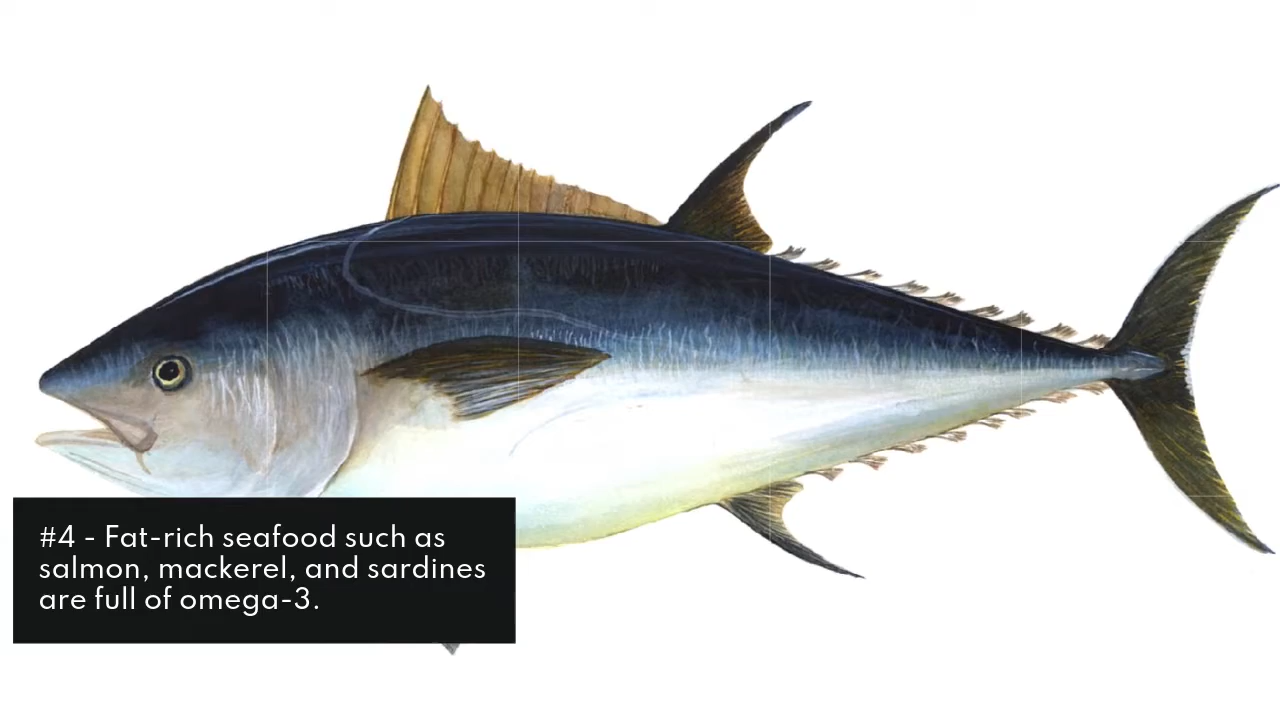 #4 - Fat-rich seafood such as
salmon, mackerel, and sardines
are full of omega-3.